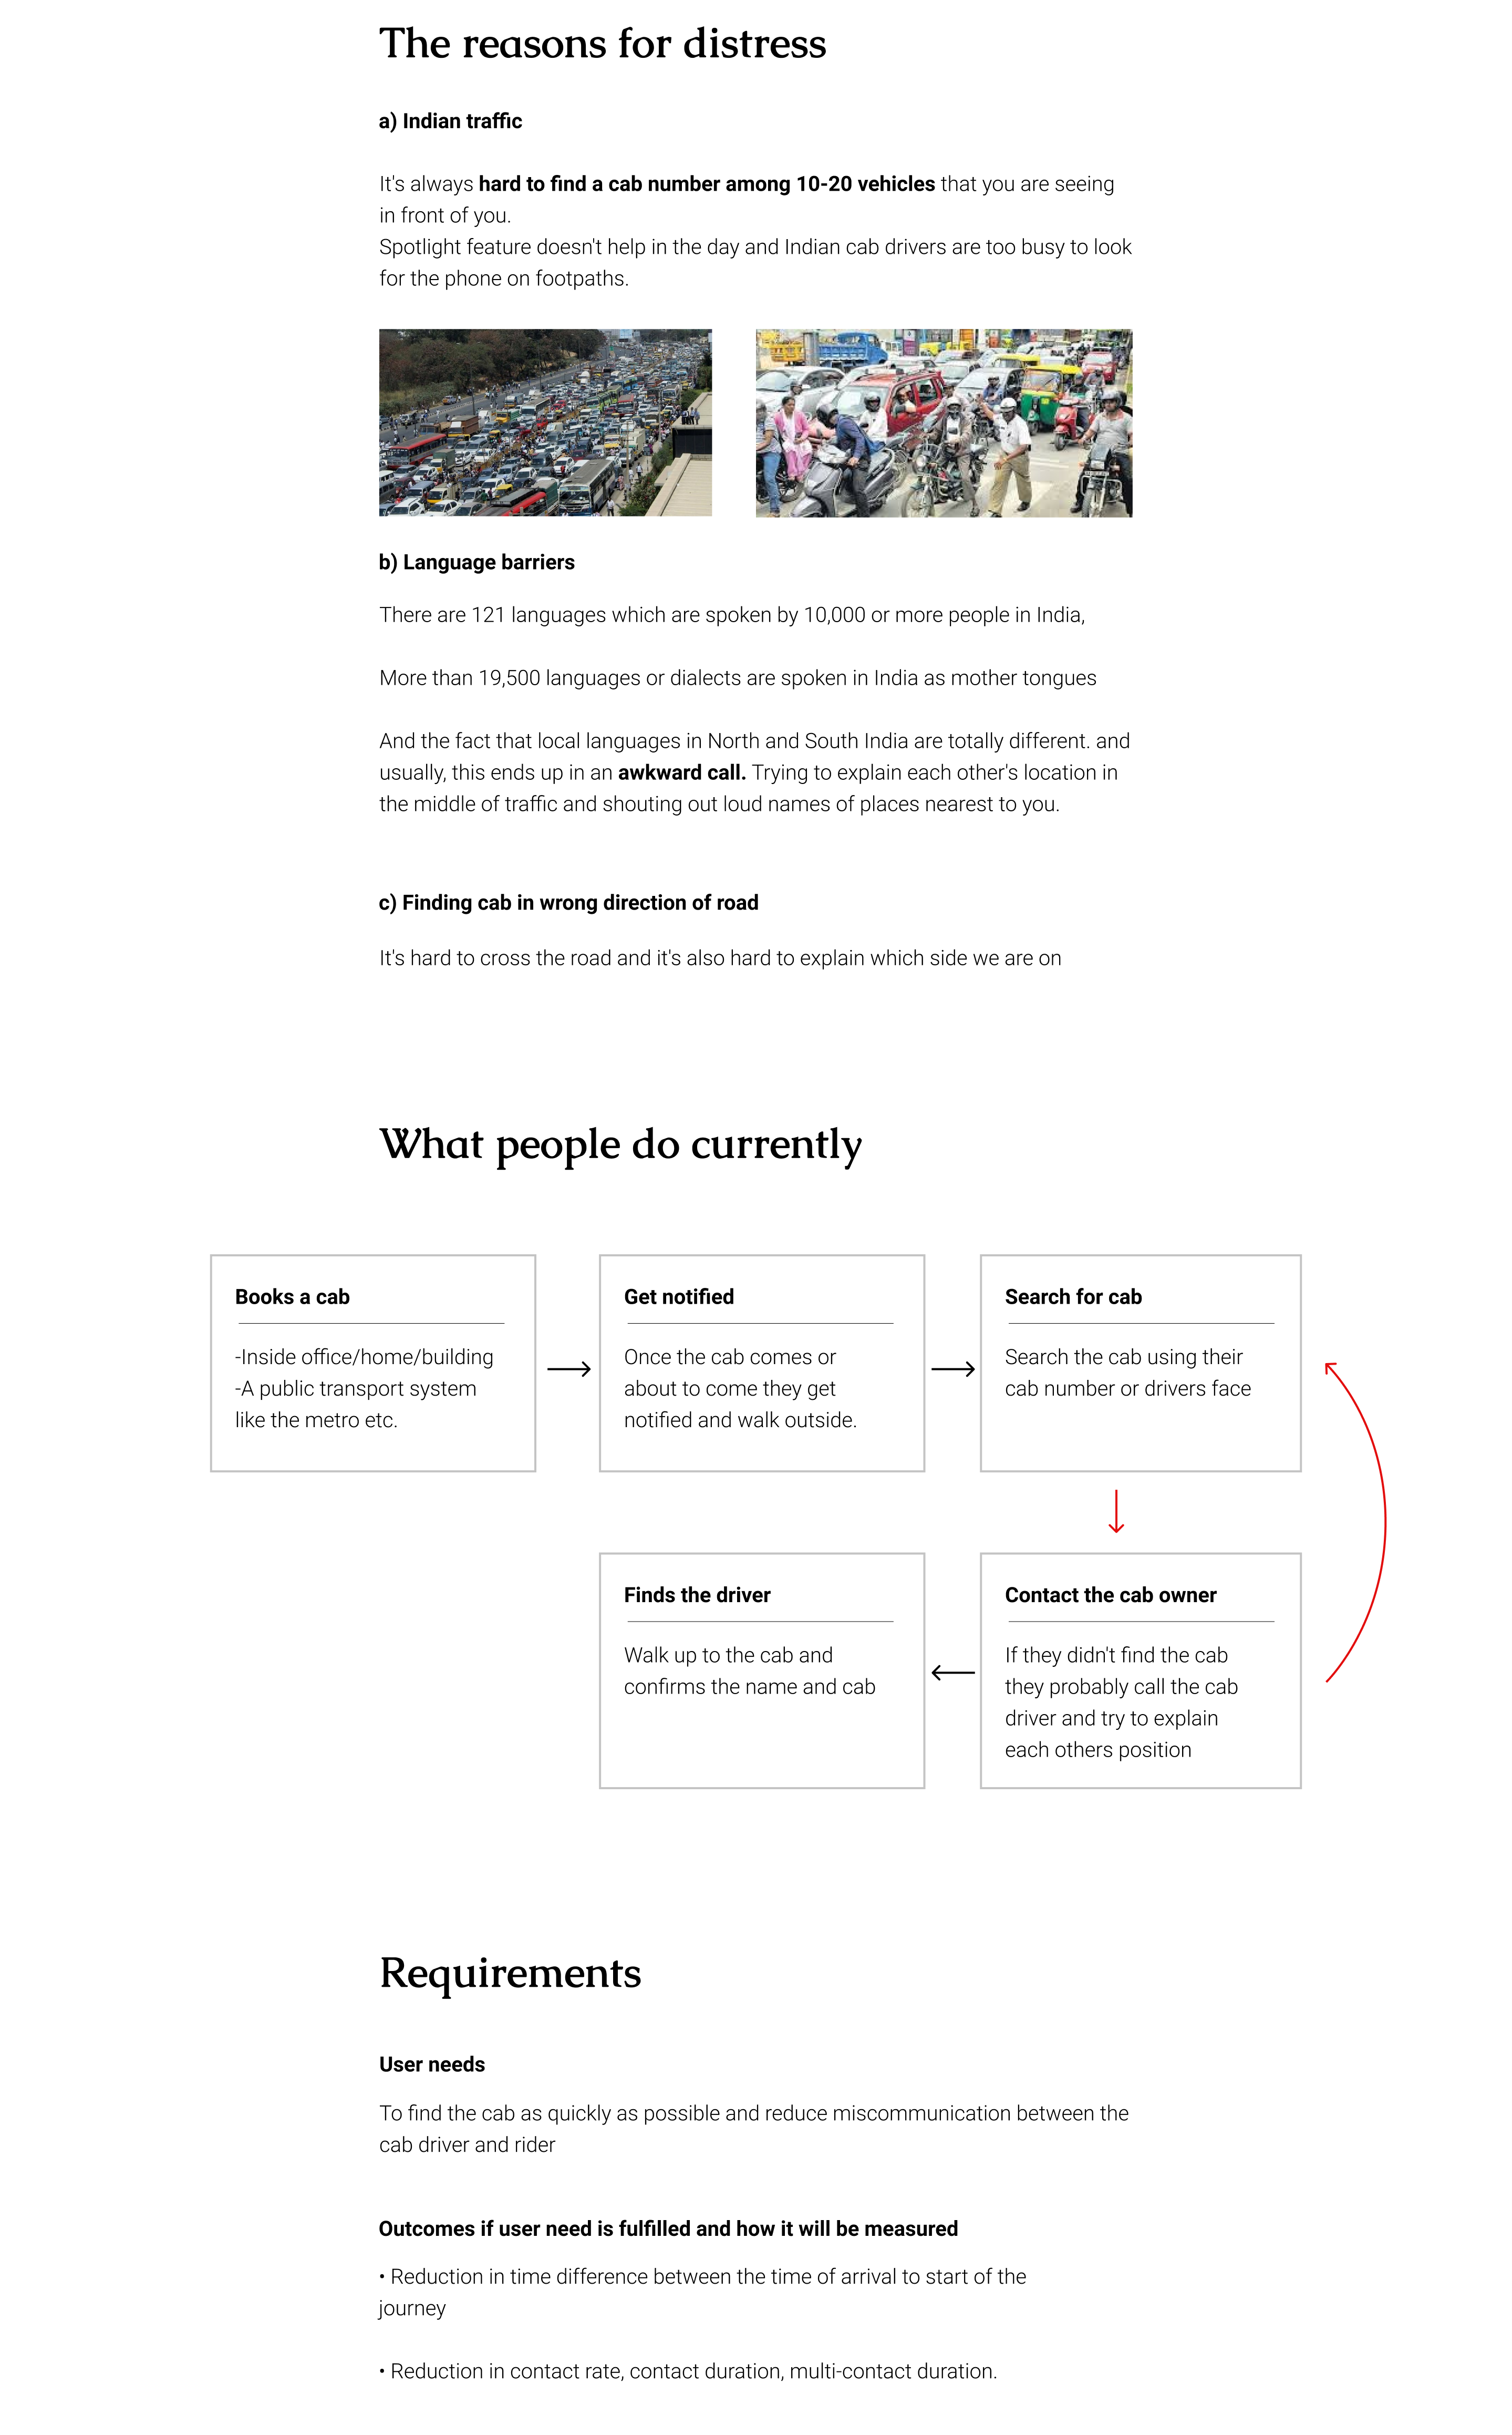 The reasons for distress
a) Indian traffic
It's always hard to find a cab number among 10-20 vehicles that you are seeing
in front of you.
Spotlight feature doesn't help in the day and Indian cab drivers are too busy to look
for the phone on footpaths.
b) Language barriers
There are 121 languages which are spoken by 10,000 or more people in India,
More than 19,500 languages or dialects are spoken in India as mother tongues
And the fact that local languages in North and South India are totally different. and
usually, this ends up in an awkward call. Trying to explain each other's location in
the middle of traffic and shouting out loud names of places nearest to you.
c) Finding cab in wrong direction of road
It's hard to cross the road and it's also hard to explain which side we are on
What people do currently
Books a cab
-Inside office/home/building
-A public transport system
like the metro etc.
Get notified
Once the cab comes or
about to come they get
notified and walk outside.
Search for cab
Search the cab using their
cab number or drivers face
Contact the cab owner
If they didn't find the cab
they probably call the cab
driver and try to explain
each others position
Finds the driver
Walk up to the cab and
confirms the name and cab
Requirements
User needs
To find the cab as quickly as possible and reduce miscommunication between the
cab driver and rider
Outcomes if user need is fulfilled and how it will be measured
• Reduction in time difference between the time of arrival to start of the
journey
• Reduction in contact rate, contact duration, multi-contact duration.